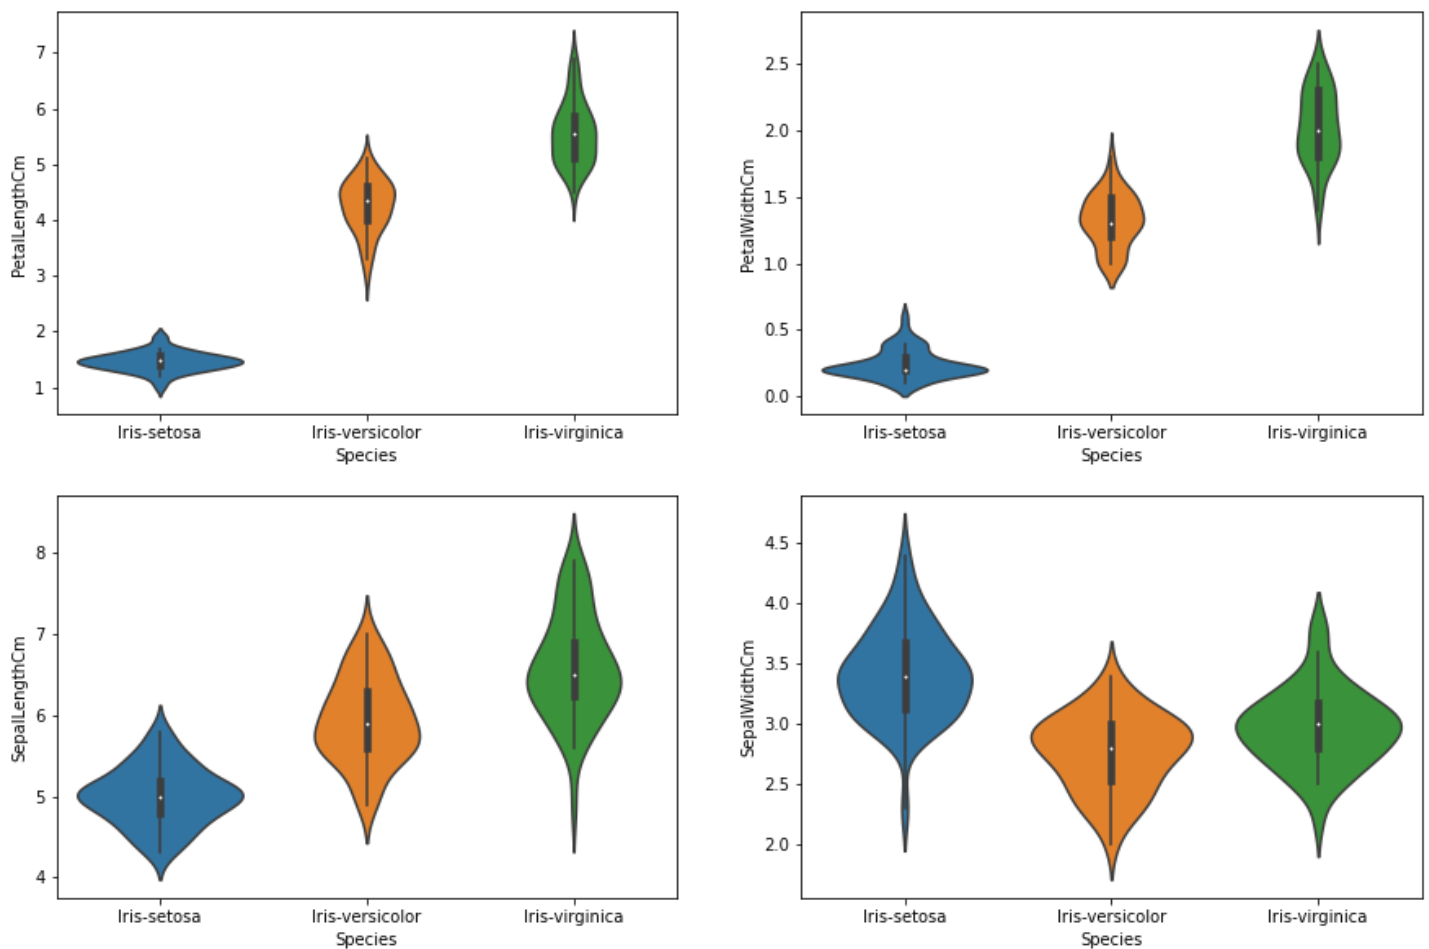 PetalLengthCm
7
6
5
4
3
2
1
Iris-setosa Iris-versicolor Iris-virginica
Species
PetalWidthCm
2.5
2.0
1.5
1.0
0.5
0.0
Iris-setosa Iris-versicolor Iris-virginica
Species
SepalLengthCm
8
7
6
5
4
Iris-setosa Iris-versicolor Iris-virginica
Species
SepalWidthCm
4.5
4.0
3.5
3.0
2.5
2.0
Iris-setosa Iris-versicolor Iris-virginica
Species